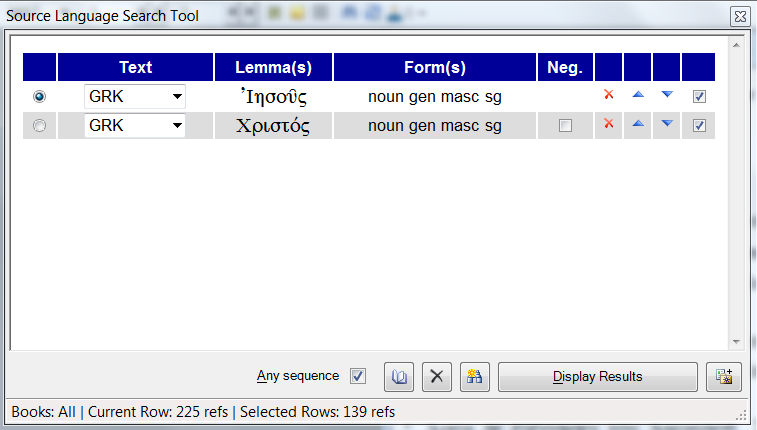 Source Language Search Tool
Text Lemma(s) Form(s) Neg.
GRK Ἰησοῦς noun gen masc sg
GRK Χριστός noun gen masc sg
Any sequence Display Results
Books: All | Current Row: 225 refs | Selected Rows: 139 refs